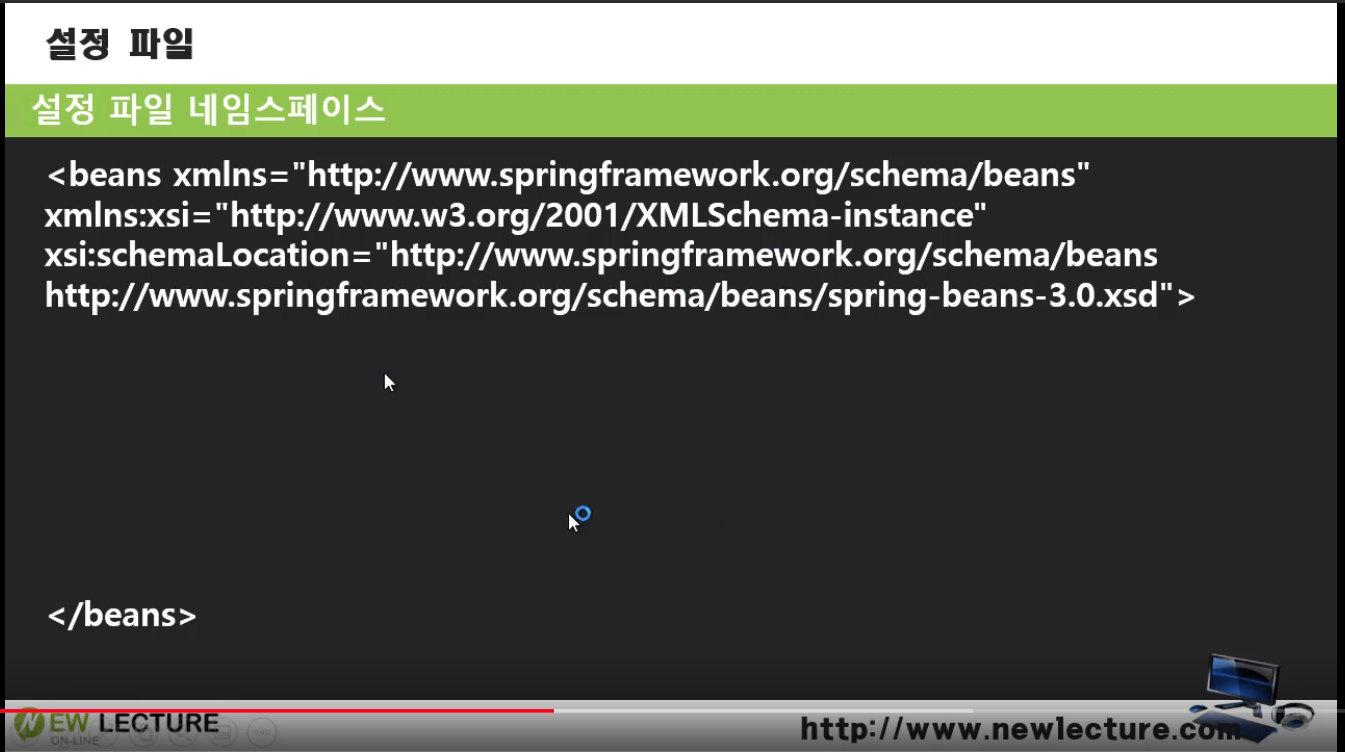 설정 파일
설정 파일 네임스페이스
<beans xmlns="http://www.springframework.org/schema/beans"
xmlns:xsi="http://www.w3.org/2001/XMLSchema-instance"
xsi:schemaLocation="http://www.springframework.org/schema/beans
http://www.springframework.org/schema/beans/spring-beans-3.0.xsd">
</beans>
NEW LECTURE
ON-LINE
http://www.newlecture.com